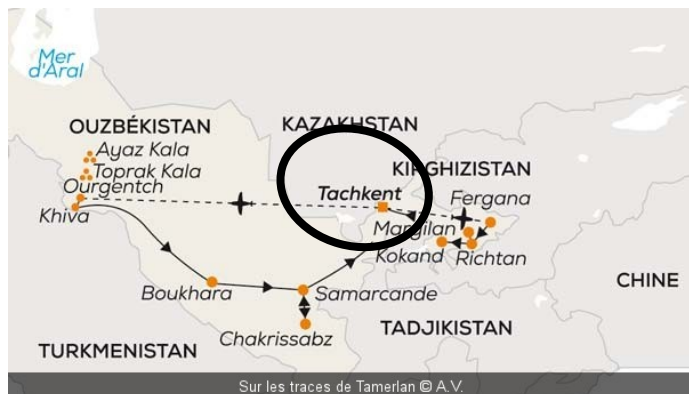 Mer
d'Aral
OUZBÉKISTAN
KAZAKHSTAN
Ayaz Kala
Toprak Kala
KIRGHIZISTAN
Ourgentch
Tachkent
Fergana
Khiva
Margilan
Kokand
Richtan
CHINE
Boukhara
Samarcande
Chakrissabz
TADJIKISTAN
TURKMENISTAN
Sur les traces de Tamerlan © A.V.